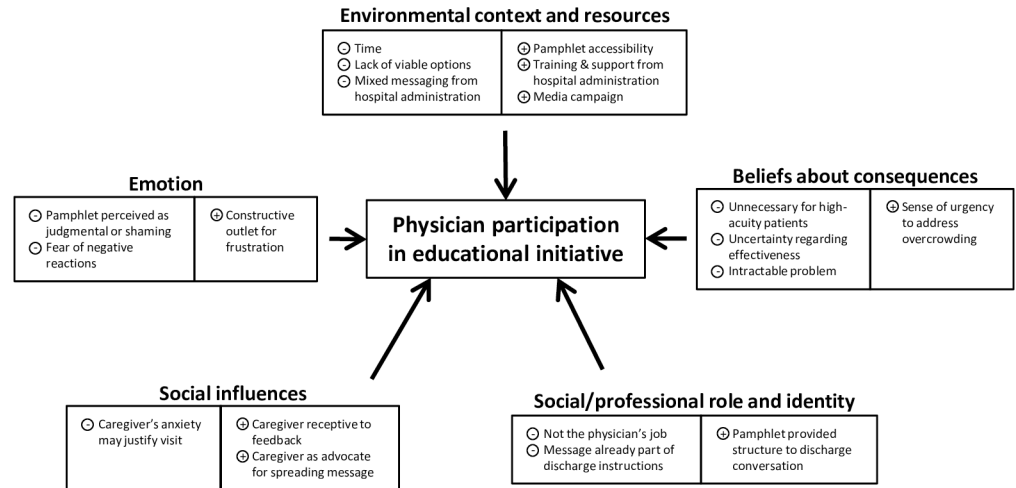 Environmental context and resources
⊖ Time
⊖ Lack of viable options
⊖ Mixed messaging from
hospital administration
⊕ Pamphlet accessibility
⊕ Training & support from
hospital administration
⊕ Media campaign
Emotion
⊖ Pamphlet perceived as
judgmental or shaming
⊖ Fear of negative
reactions
⊕ Constructive
outlet for
frustration
Physician participation
in educational initiative
Beliefs about consequences
⊖ Unnecessary for high-
acuity patients
⊖ Uncertainty regarding
effectiveness
⊖ Intractable problem
⊕ Sense of urgency
to address
overcrowding
Social influences
⊖ Caregiver’s anxiety
may justify visit
⊕ Caregiver receptive to
feedback
⊕ Caregiver as advocate
for spreading message
Social/professional role and identity
⊖ Not the physician’s job
⊖ Message already part of
discharge instructions
⊕ Pamphlet provided
structure to discharge
conversation